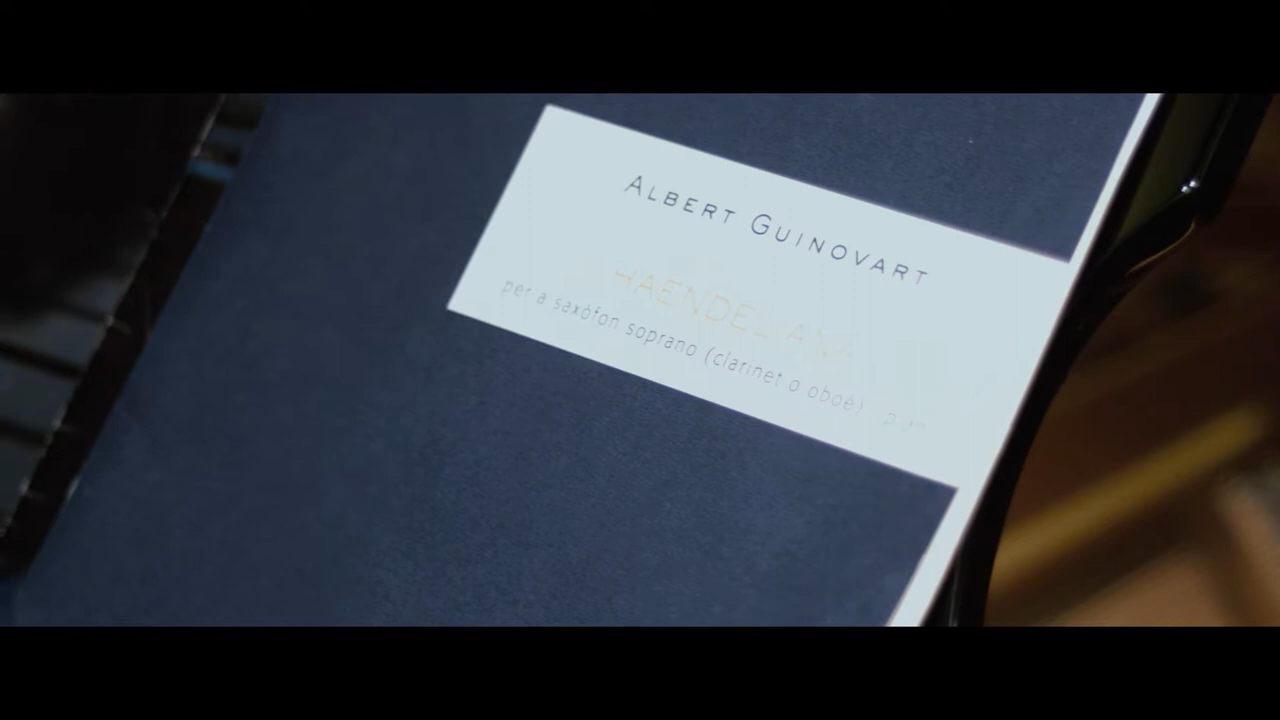 ALBERT GUINOVART
HAENDELIANA
per a saxòfon soprano (clarinet o oboè)